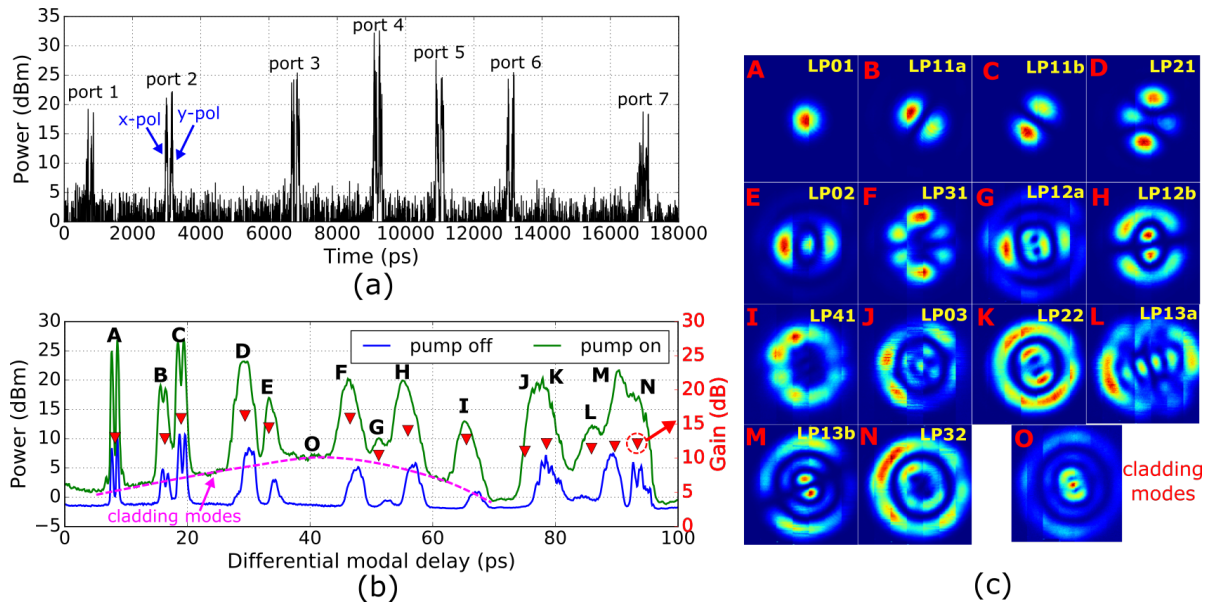 35
30
25
20
15
10
5
0
Power (dBm)
port 1
port 2
port 3
port 4
port 5
port 6
port 7
x-pol
y-pol
0 2000 4000 6000 8000 10000 12000 14000 16000 18000
Time (ps)
(a)
30
25
20
15
10
5
0
−5
Power (dBm)
pump off pump on
A B C D E O F G H I J K L M N
cladding modes
30
25
20
15
10
5
0
Gain (dB)
0 20 40 60 80 100
Differential modal delay (ps)
(b)
A LP01 B LP11a C LP11b D LP21
E LP02 F LP31 G LP12a H LP12b
I LP41 J LP03 K LP22 L LP13a
M LP13b N LP32 O
cladding
modes
(c)